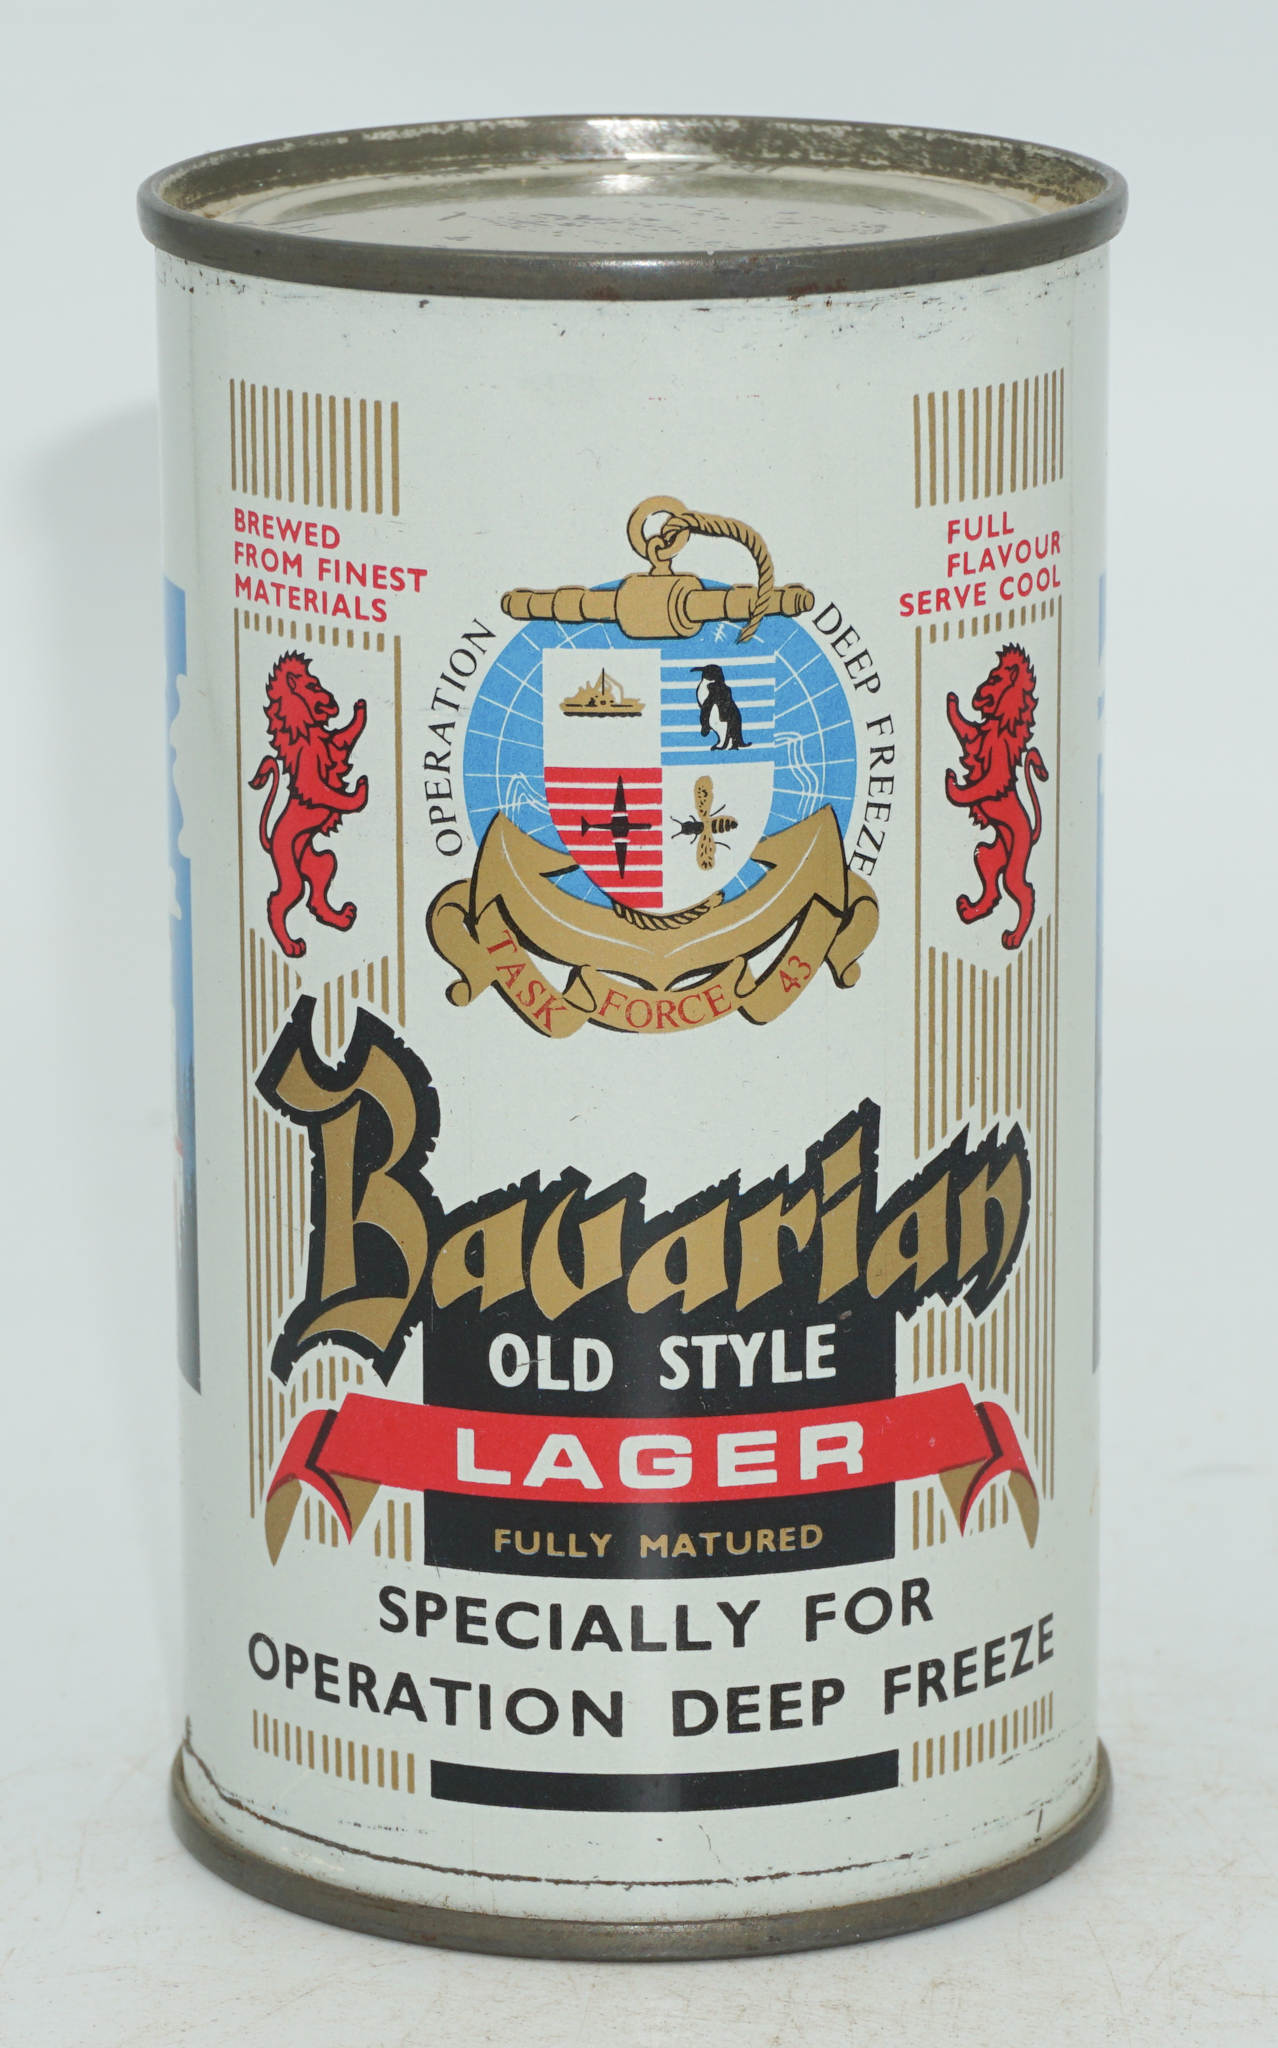 BREWED
FROM FINEST
MATERIALS
FULL
FLAVOUR
SERVE COOL
OPERATION DEEP FREEZE
TASK FORCE 43
Bavarian
OLD STYLE
LAGER
FULLY MATURED
SPECIALLY FOR
OPERATION DEEP FREEZE